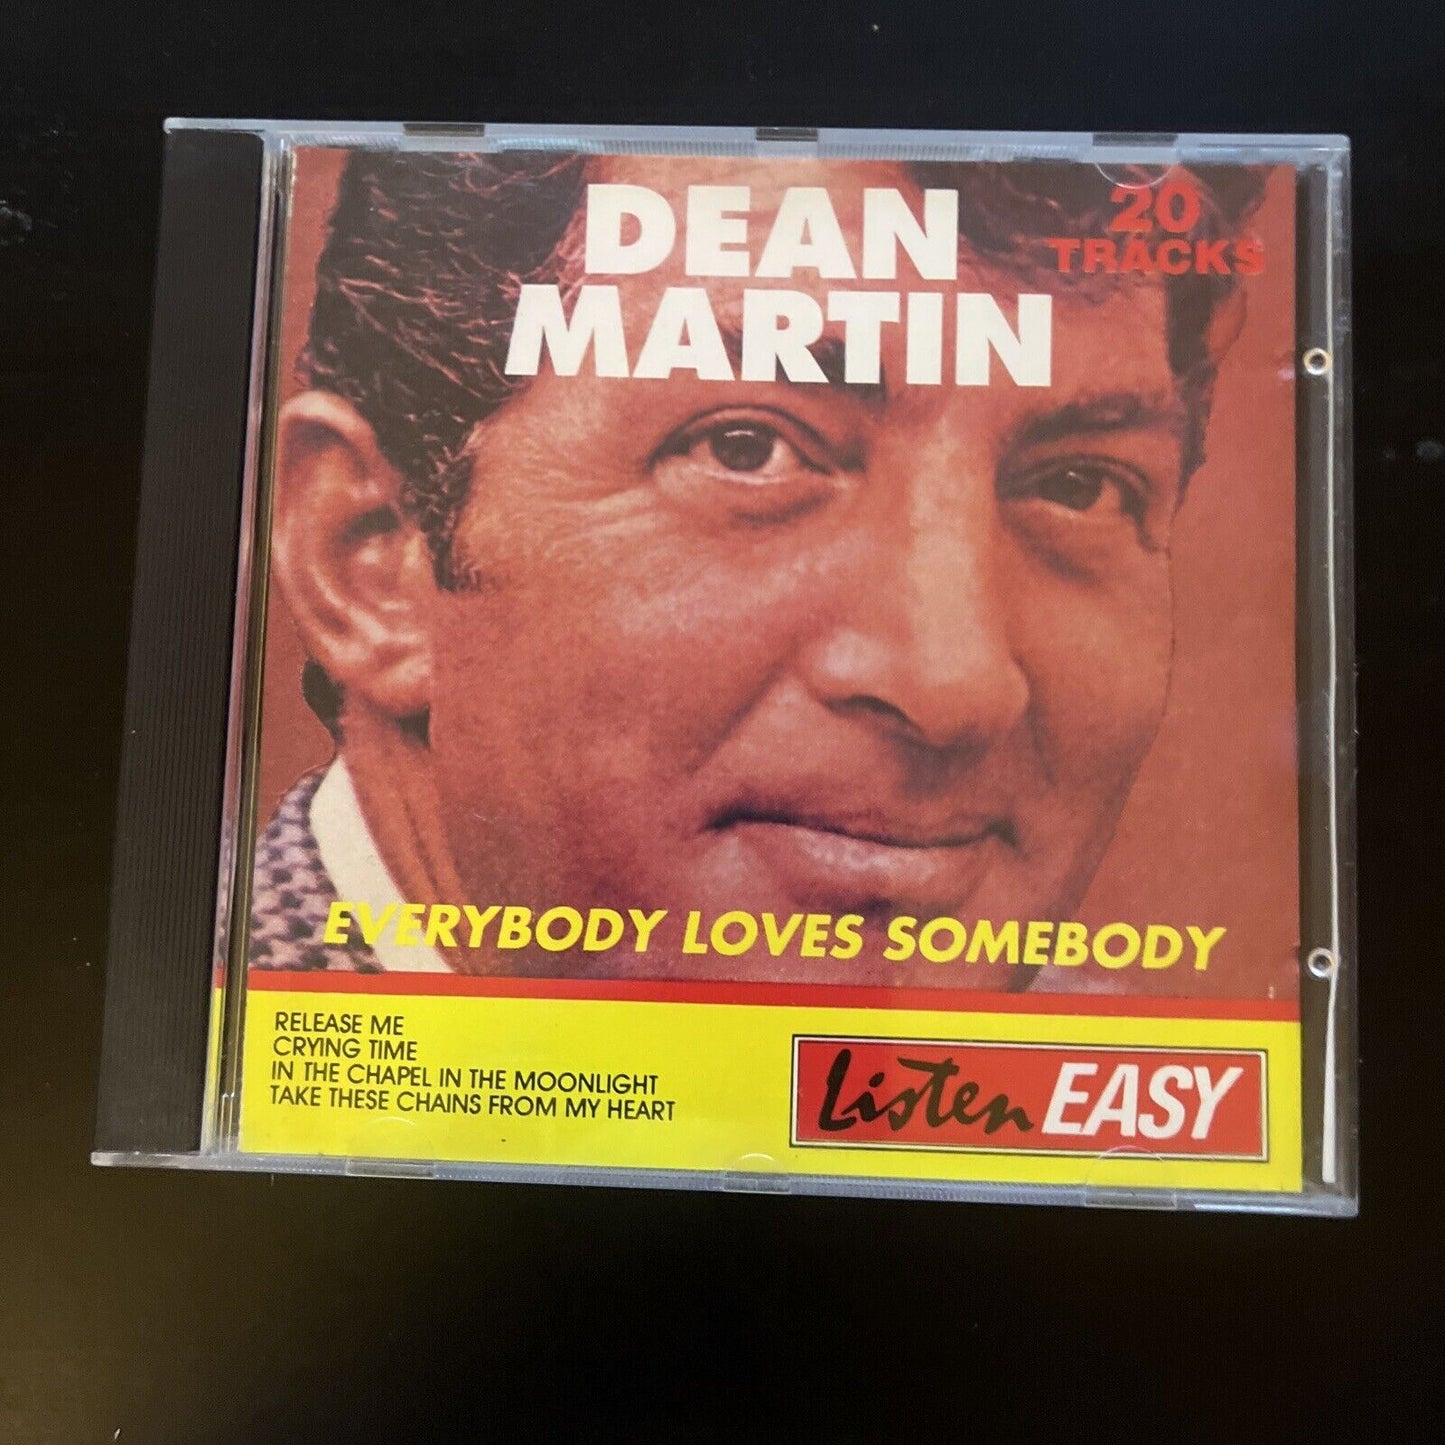 DEAN
MARTIN
20
TRACKS
EVERYBODY LOVES SOMEBODY
RELEASE ME
CRYING TIME
IN THE CHAPEL IN THE MOONLIGHT
TAKE THESE CHAINS FROM MY HEART
Listen EASY